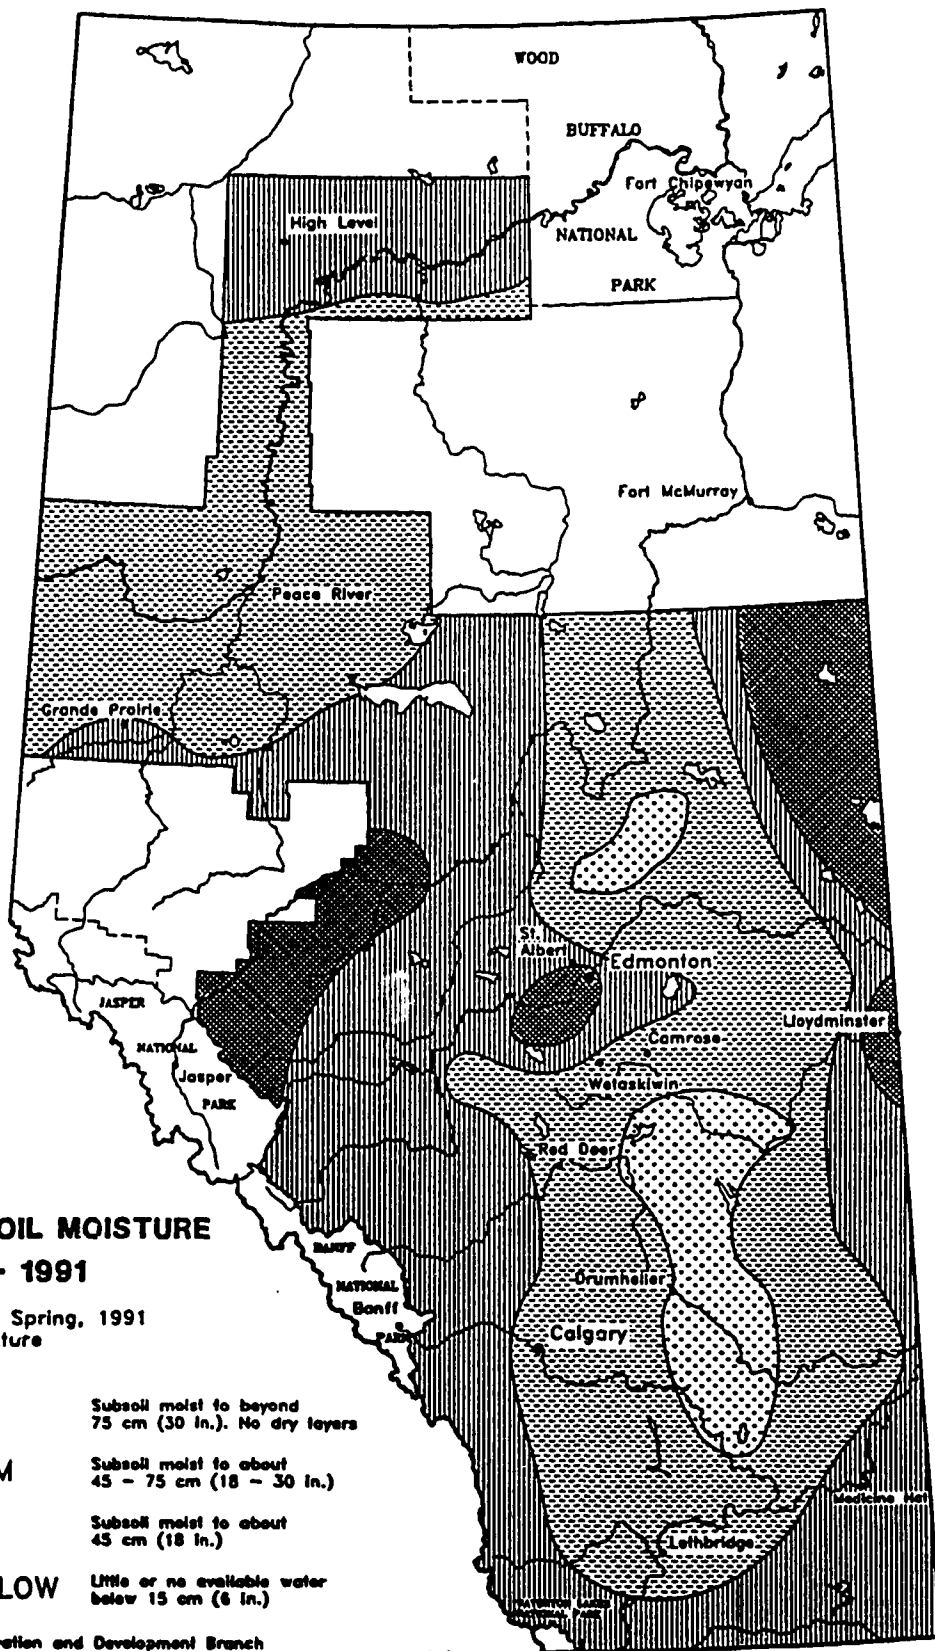 WOOD
BUFFALO
Fort Chipewyan
High Level
NATIONAL
PARK
Fort McMurray
Peace River
Grande Prairie
St.
Albert
Edmonton
JASPER
Lloydminster
Camrose
NATIONAL
Jasper
Wetaskiwin
PARK
Red Deer
OIL MOISTURE
BANFF
- 1991
Drumheller
NATIONAL
Banff
Spring, 1991
PARK
ture
Calgary
Subsoil moist to beyond
75 cm (30 in.). No dry layers
M
Subsoil moist to about
45 - 75 cm (18 - 30 in.)
Medicine Hat
Subsoil moist to about
45 cm (18 in.)
Lethbridge
LOW
Little or no available water
below 15 cm (6 in.)
WATERTON LAKES
NATIONAL PARK
ation and Development Branch